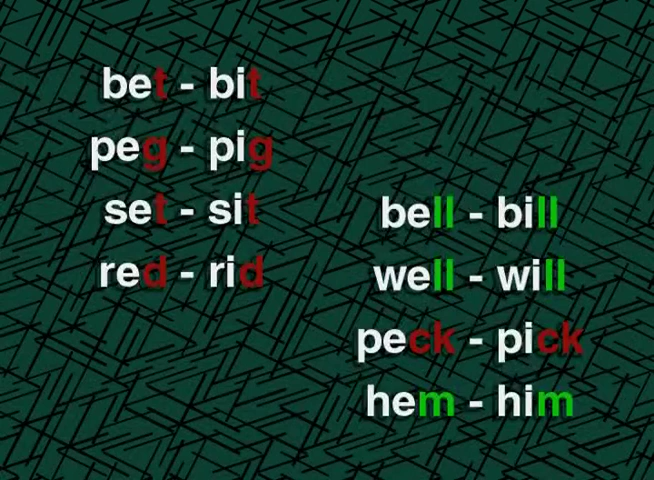 bet - bit
peg - pig
set - sit
red - rid
bell - bill
well - will
peck - pick
hem - him